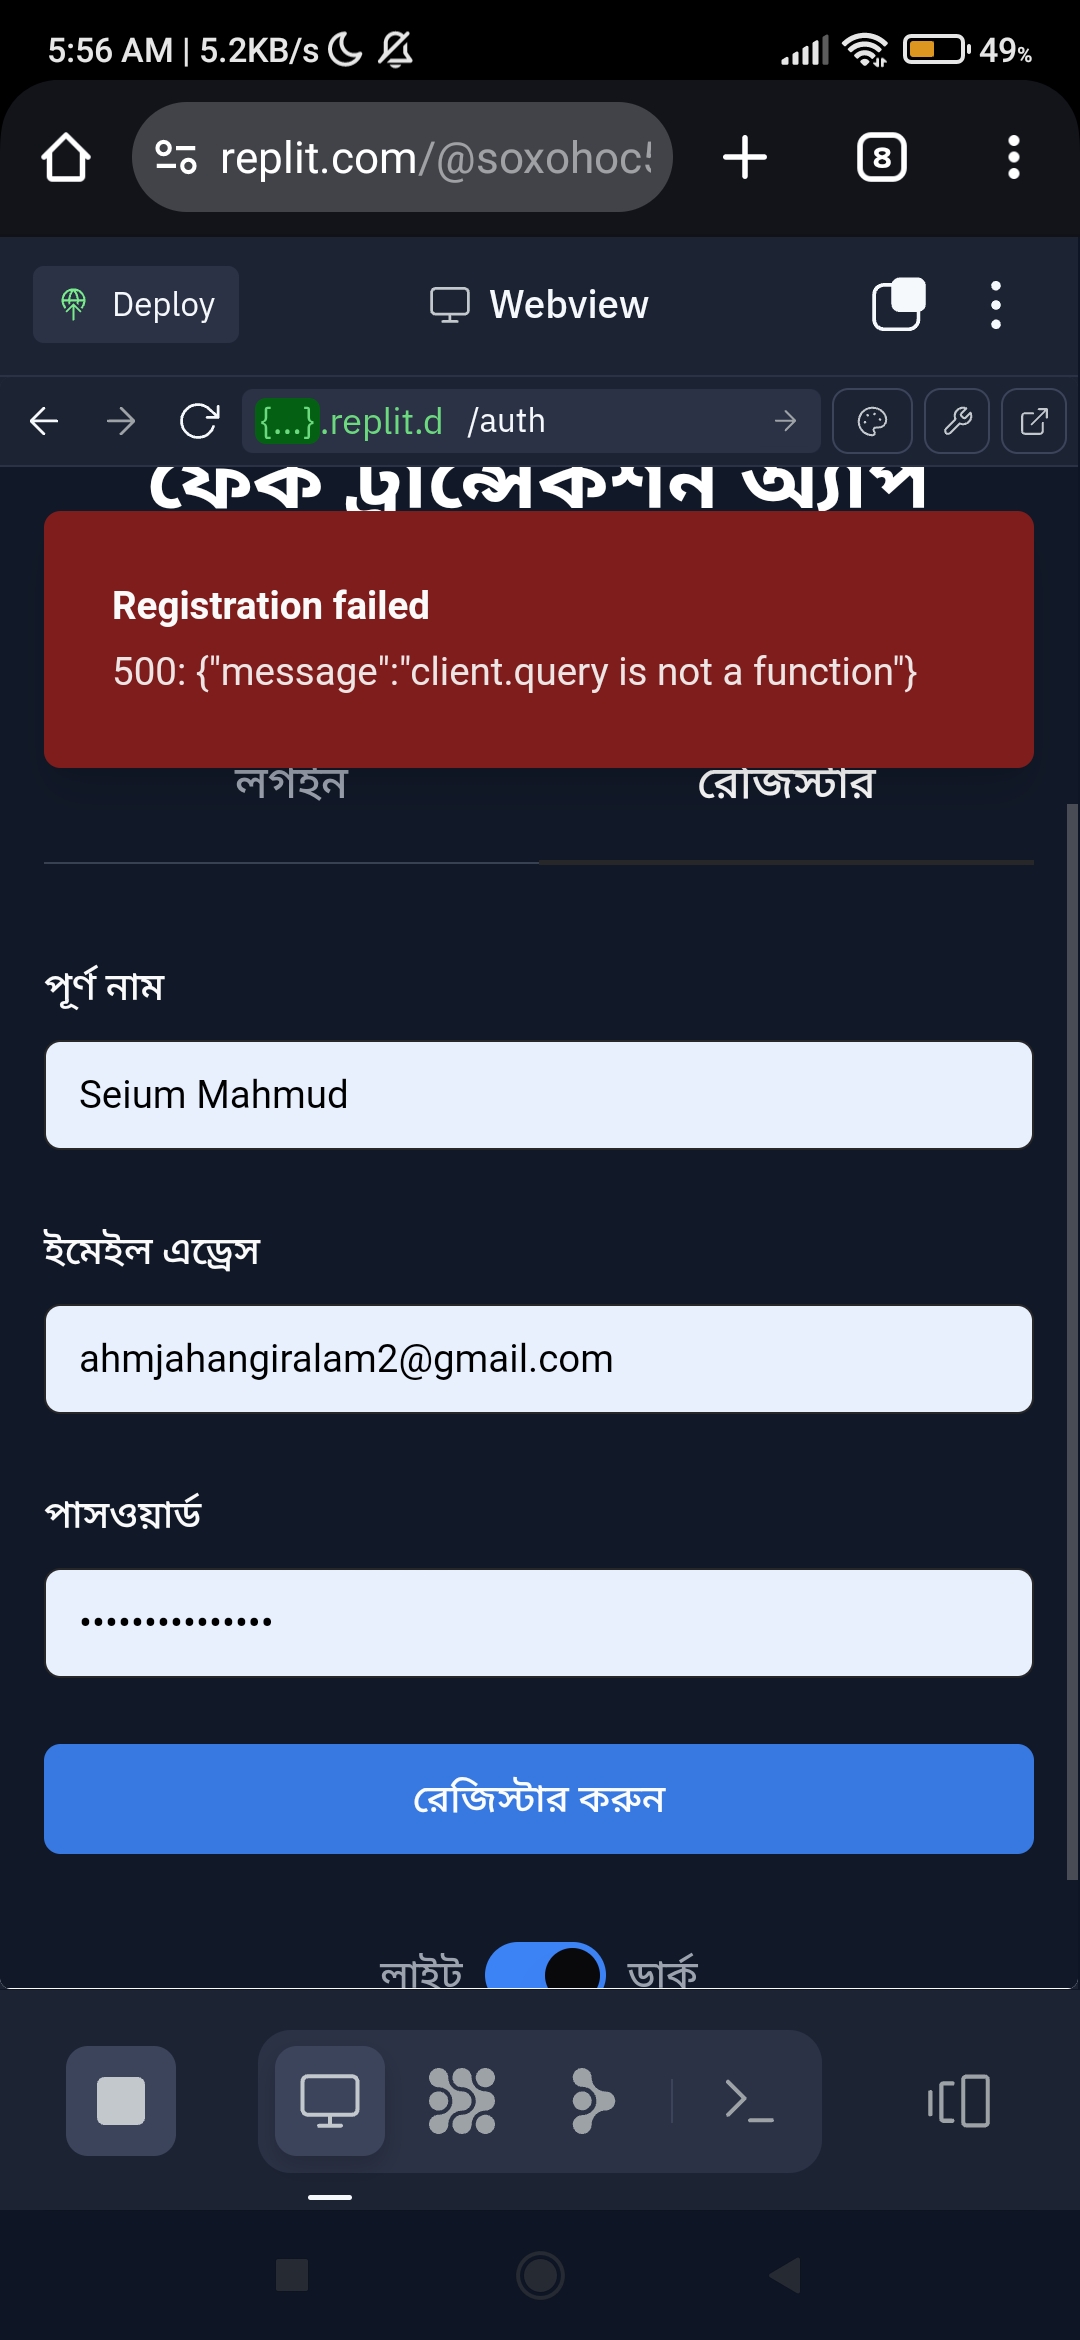 5:56 AM | 5.2KB/s
49%
replit.com/@soxohoc
8
Deploy
Webview
{...}.replit.d /auth
ফেক ট্রান্সেকশন অ্যাপ
Registration failed
500: {"message":"client.query is not a function"}
লগইন
রেজিস্টার
পূর্ণ নাম
Seium Mahmud
ইমেইল এড্রেস
ahmjahangiralam2@gmail.com
পাসওয়ার্ড
•••••••••••••••
রেজিস্টার করুন
লাইট
ডার্ক